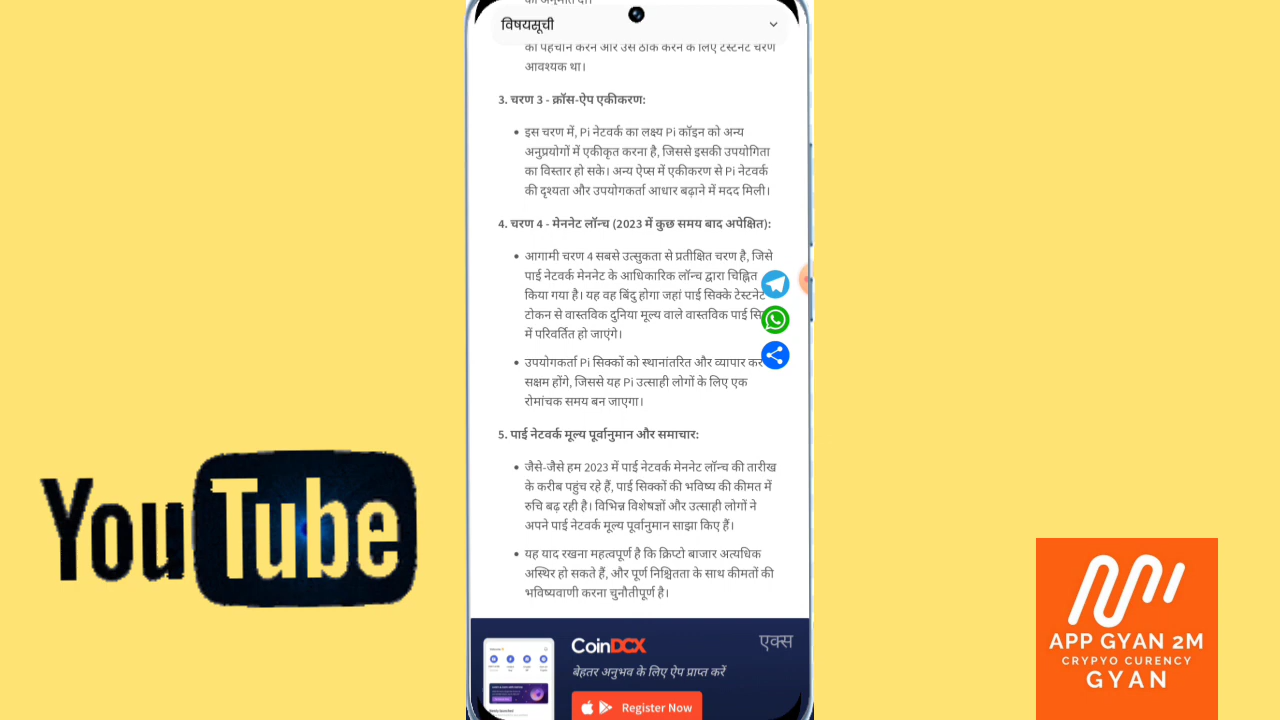 विषयसूची
की पहचान करने और उसे ठीक करने के लिए टेस्टनेट चरण
आवश्यक था।
3. चरण 3 - क्रॉस-ऐप एकीकरण:
• इस चरण में, Pi नेटवर्क का लक्ष्य Pi कॉइन को अन्य
अनुप्रयोगों में एकीकृत करना है, जिससे इसकी उपयोगिता
का विस्तार हो सके। अन्य ऐप्स में एकीकरण से Pi नेटवर्क
की दृश्यता और उपयोगकर्ता आधार बढ़ाने में मदद मिली।
4. चरण 4 - मेननेट लॉन्च (2023 में कुछ समय बाद अपेक्षित):
• आगामी चरण 4 सबसे उत्सुकता से प्रतीक्षित चरण है, जिसे
पाई नेटवर्क मेननेट के आधिकारिक लॉन्च द्वारा चिह्नित
किया गया है। यह वह बिंदु होगा जहां पाई सिक्के टेस्टनेट
टोकन से वास्तविक दुनिया मूल्य वाले वास्तविक पाई
में परिवर्तित हो जाएंगे।
• उपयोगकर्ता Pi सिक्कों को स्थानांतरित और व्यापार
सक्षम होंगे, जिससे यह Pi उत्साही लोगों के लिए एक
रोमांचक समय बन जाएगा।
5. पाई नेटवर्क मूल्य पूर्वानुमान और समाचार:
• जैसे-जैसे हम 2023 में पाई नेटवर्क मेननेट लॉन्च की तारीख
के करीब पहुंच रहे हैं, पाई सिक्कों की भविष्य की कीमत में
रुचि बढ़ रही है। विभिन्न विशेषज्ञों और उत्साही लोगों ने
अपने पाई नेटवर्क मूल्य पूर्वानुमान साझा किए हैं।
• यह याद रखना महत्वपूर्ण है कि क्रिप्टो बाजार अत्यधिक
अस्थिर हो सकते हैं, और पूर्ण निश्चितता के साथ कीमतों की
भविष्यवाणी करना चुनौतीपूर्ण है।
CoinDCX
एक्स
बेहतर अनुभव के लिए ऐप प्राप्त करें
Register Now
YouTube
APP GYAN 2M
CRYPYO CURENCY
GYAN